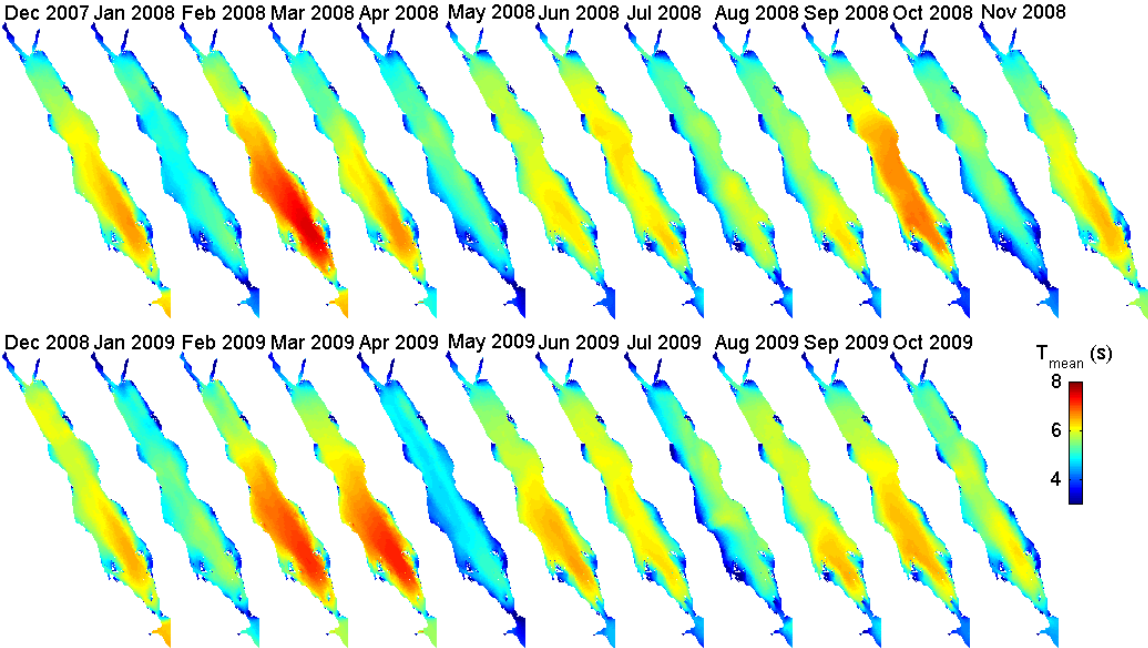 Dec 2007 Jan 2008 Feb 2008 Mar 2008 Apr 2008 May 2008 Jun 2008 Jul 2008 Aug 2008 Sep 2008 Oct 2008 Nov 2008
Dec 2008 Jan 2009 Feb 2009 Mar 2009 Apr 2009 May 2009 Jun 2009 Jul 2009 Aug 2009 Sep 2009 Oct 2009
Tmean (s)
8
6
4